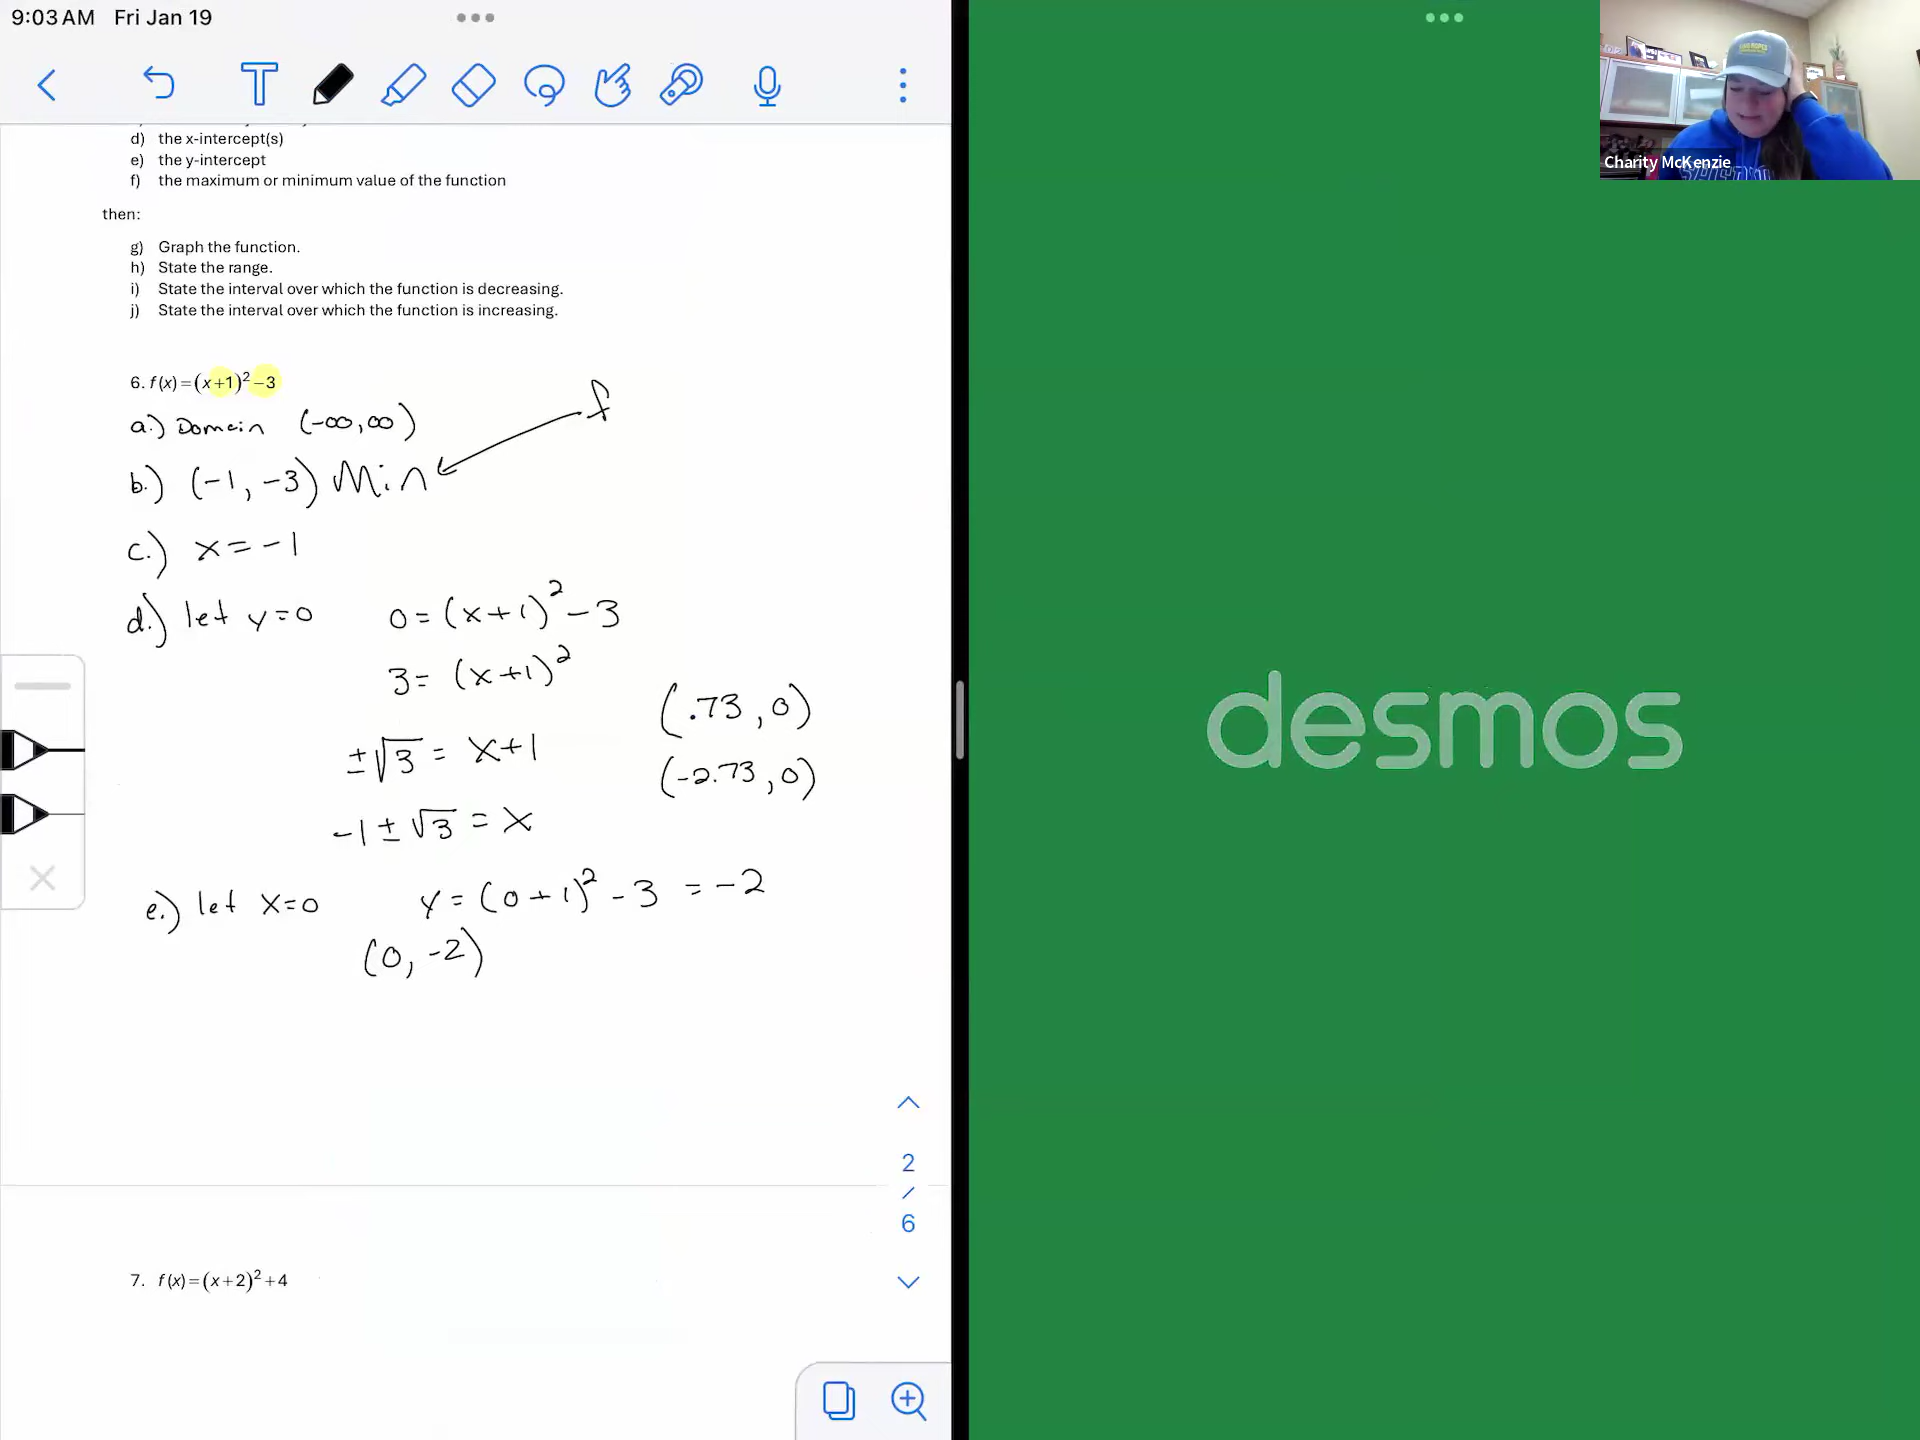 9:03 AM Fri Jan 19
d) the x-intercept(s)
e) the y-intercept
f) the maximum or minimum value of the function
then:
g) Graph the function.
h) State the range.
i) State the interval over which the function is decreasing.
j) State the interval over which the function is increasing.
6. f(x)=(x+1)²−3
f
a.) Domain (-∞,∞)
b.) (-1, -3) Min
c.) x=-1
d.) let y=0 0=(x+1)²-3
3= (x+1)²
(.73,0)
±√3 = x+1
(-2.73,0)
-1±√3 = x
e.) let x=0 y=(0+1)²-3 =-2
(0,-2)
2
/
6
7. f(x)=(x+2)²+4
desmos
Charity McKenzie